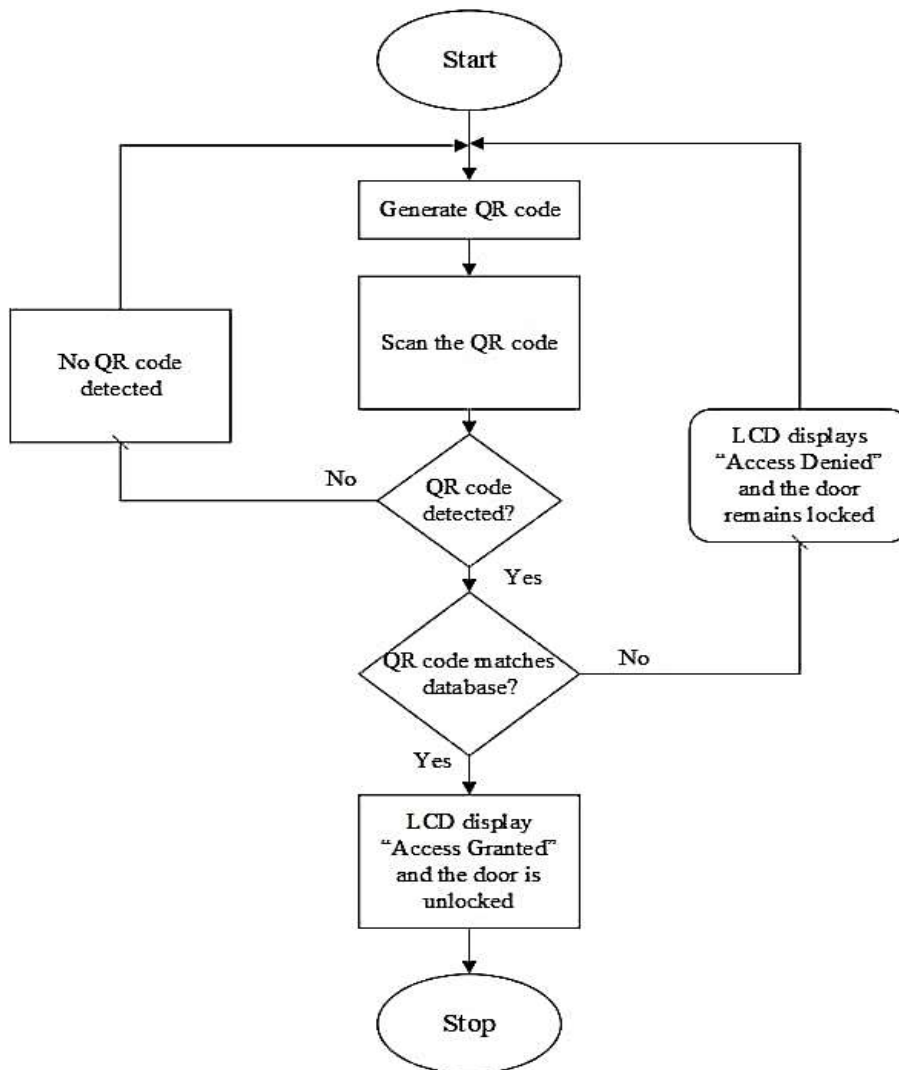 Start
Generate QR code
Scan the QR code
No QR code
detected
No
QR code
detected?
LCD displays
“Access Denied”
and the door
remains locked
Yes
QR code matches
database?
No
Yes
LCD display
“Access Granted”
and the door is
unlocked
Stop